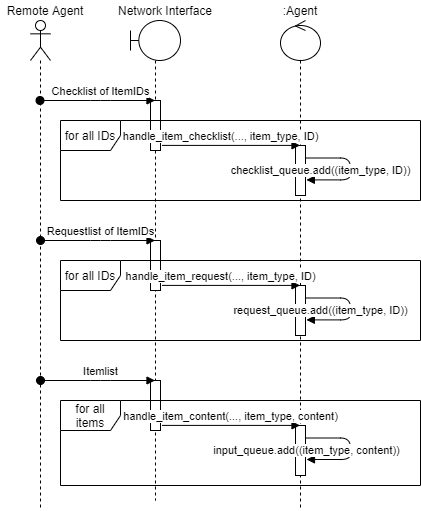 Remote Agent
Network Interface
:Agent
Checklist of ItemIDs
for all IDs
handle_item_checklist(..., item_type, ID)
checklist_queue.add((item_type, ID))
Requestlist of ItemIDs
for all IDs
handle_item_request(..., item_type, ID)
request_queue.add((item_type, ID))
Itemlist
for all
items
handle_item_content(..., item_type, content)
input_queue.add((item_type, content))